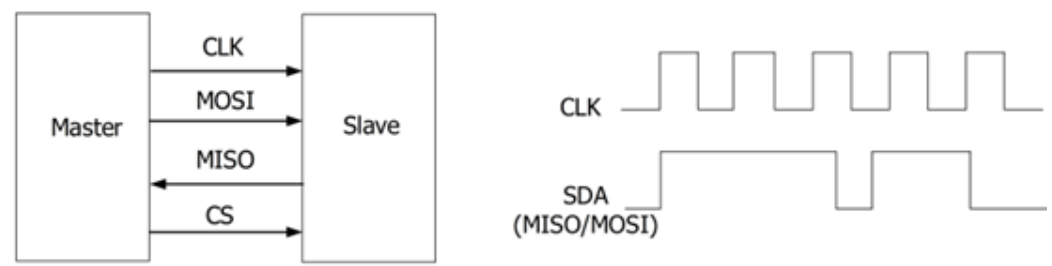 CLK
MOSI
Master
Slave
MISO
CS
CLK
SDA
(MISO/MOSI)